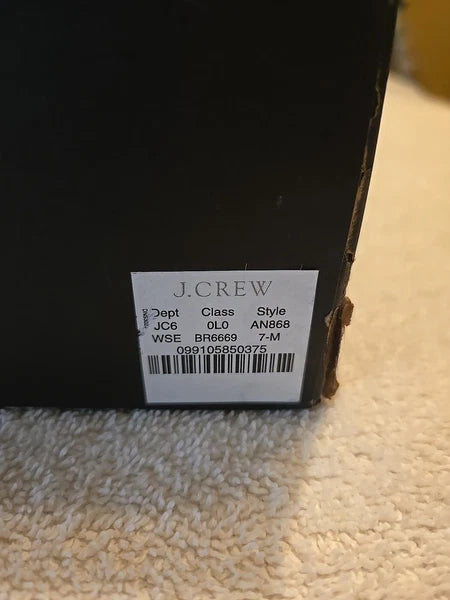 J.CREW
Dept Class Style
JC6 0L0 AN868
WSE BR6669 7-M
099105850375